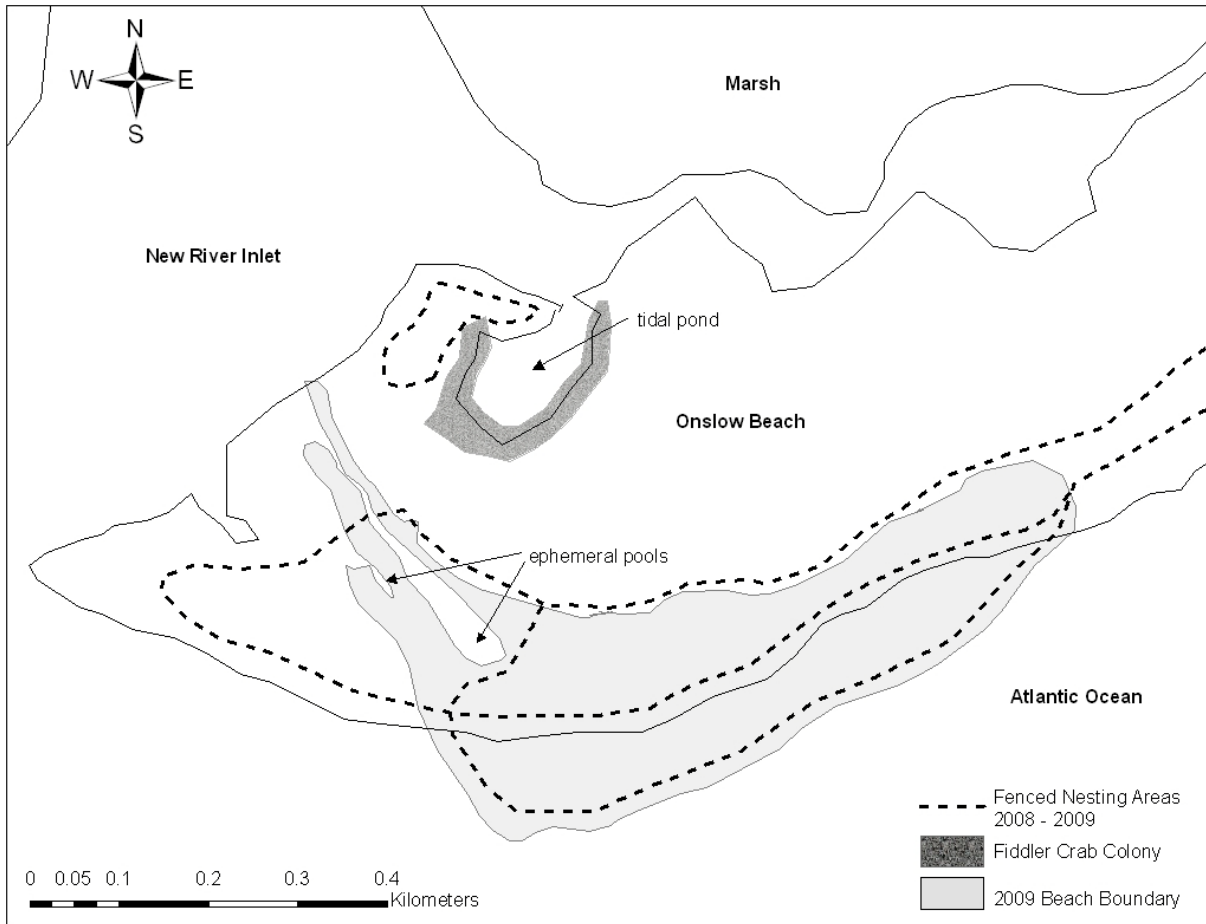 N
W E
S
Marsh
New River Inlet
tidal pond
Onslow Beach
ephemeral pools
Atlantic Ocean
Fenced Nesting Areas
2008 - 2009
Fiddler Crab Colony
2009 Beach Boundary
0 0.05 0.1 0.2 0.3 0.4
Kilometers